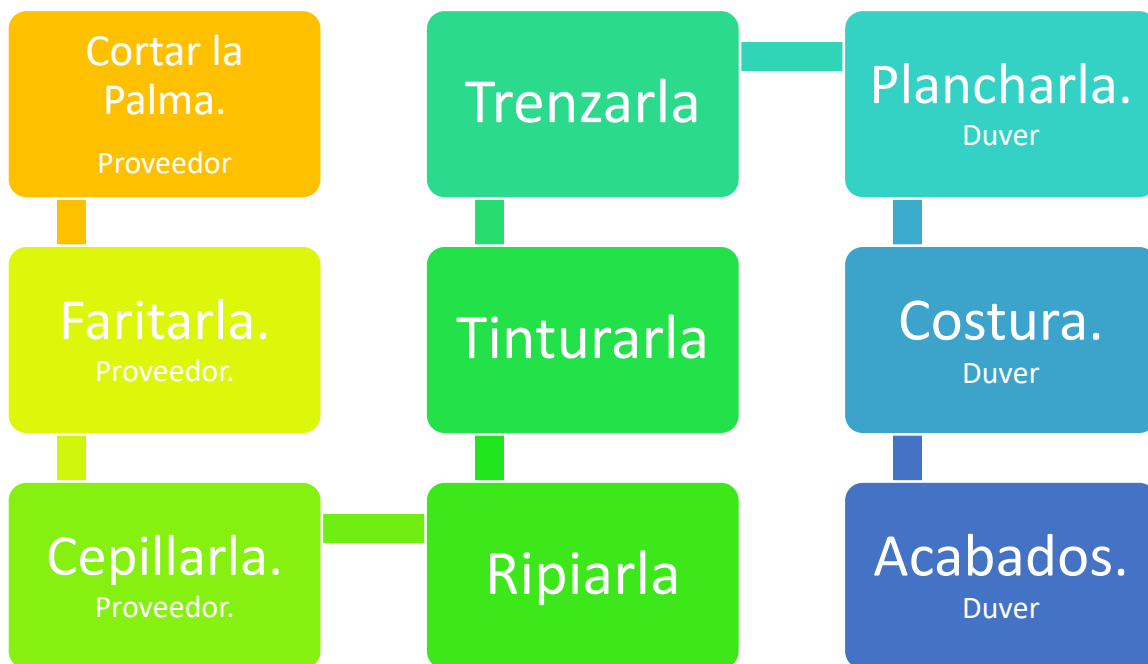 Cortar la
Palma.
Proveedor
Faritarla.
Proveedor.
Cepillarla.
Proveedor.
Ripiarla
Tinturarla
Trenzarla
Plancharla.
Duver
Costura.
Duver
Acabados.
Duver